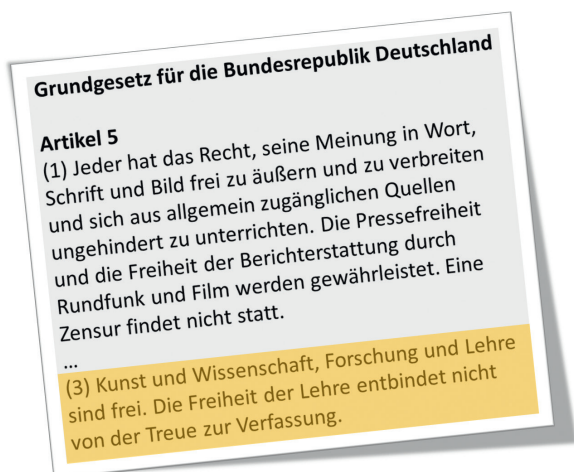 Grundgesetz für die Bundesrepublik Deutschland
Artikel 5
(1) Jeder hat das Recht, seine Meinung in Wort,
Schrift und Bild frei zu äußern und zu verbreiten
und sich aus allgemein zugänglichen Quellen
ungehindert zu unterrichten. Die Pressefreiheit
und die Freiheit der Berichterstattung durch
Rundfunk und Film werden gewährleistet. Eine
Zensur findet nicht statt.
...
(3) Kunst und Wissenschaft, Forschung und Lehre
sind frei. Die Freiheit der Lehre entbindet nicht
von der Treue zur Verfassung.